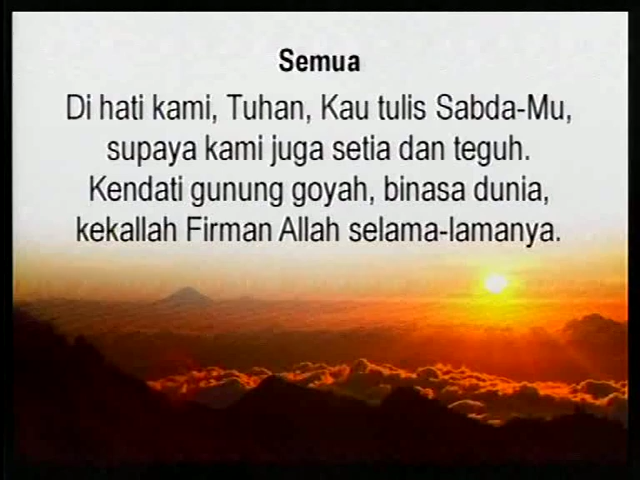 Semua
Di hati kami, Tuhan, Kau tulis Sabda-Mu,
supaya kami juga setia dan teguh.
Kendati gunung goyah, binasa dunia,
kekallah Firman Allah selama-lamanya.